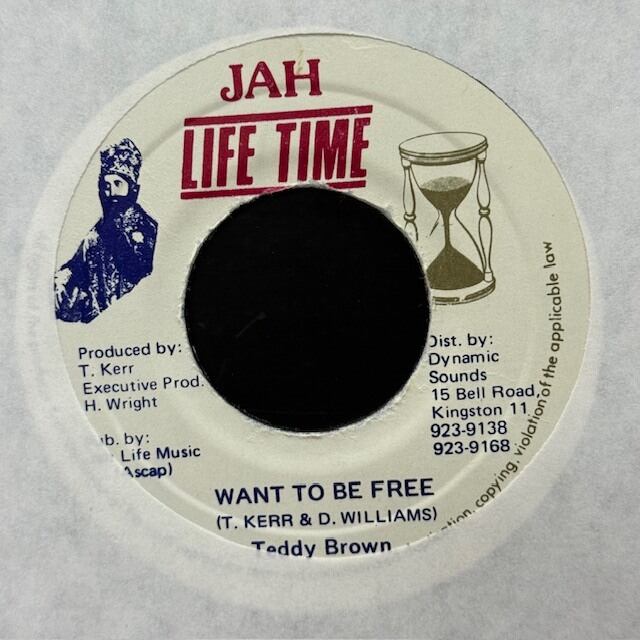 JAH
LIFE TIME
Produced by:
T. Kerr
Executive Prod.
H. Wright
b. by:
Life Music
Ascap)
Dist. by:
Dynamic
Sounds
15 Bell Road,
Kingston 11
923-9138
923-9168
copying, violation of the applicable law
WANT TO BE FREE
(T. KERR & D. WILLIAMS)
Teddy Brown